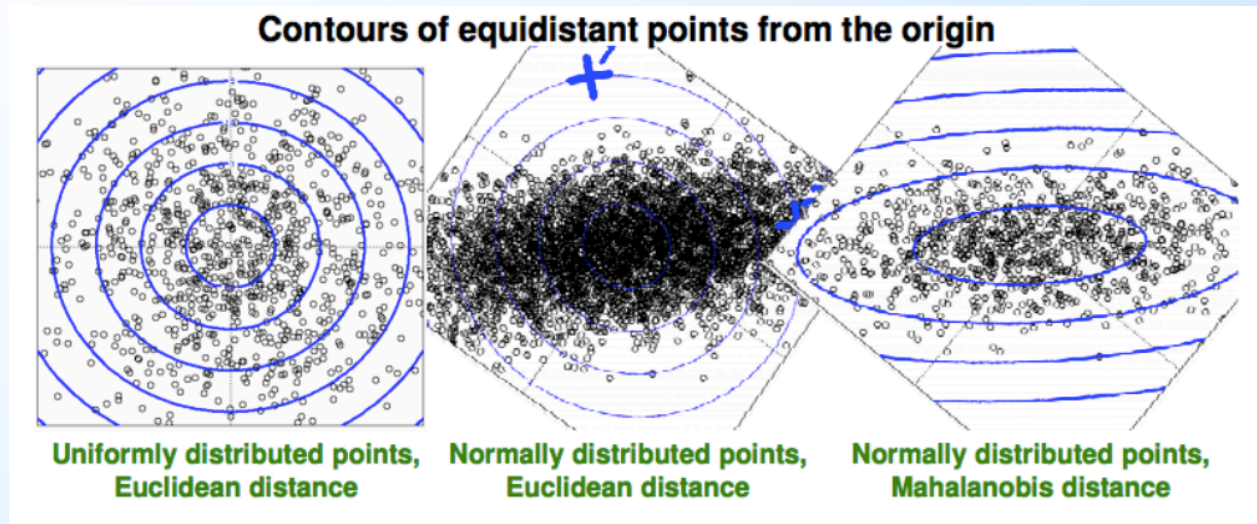 Contours of equidistant points from the origin
Uniformly distributed points,
Euclidean distance
Normally distributed points,
Euclidean distance
Normally distributed points,
Mahalanobis distance